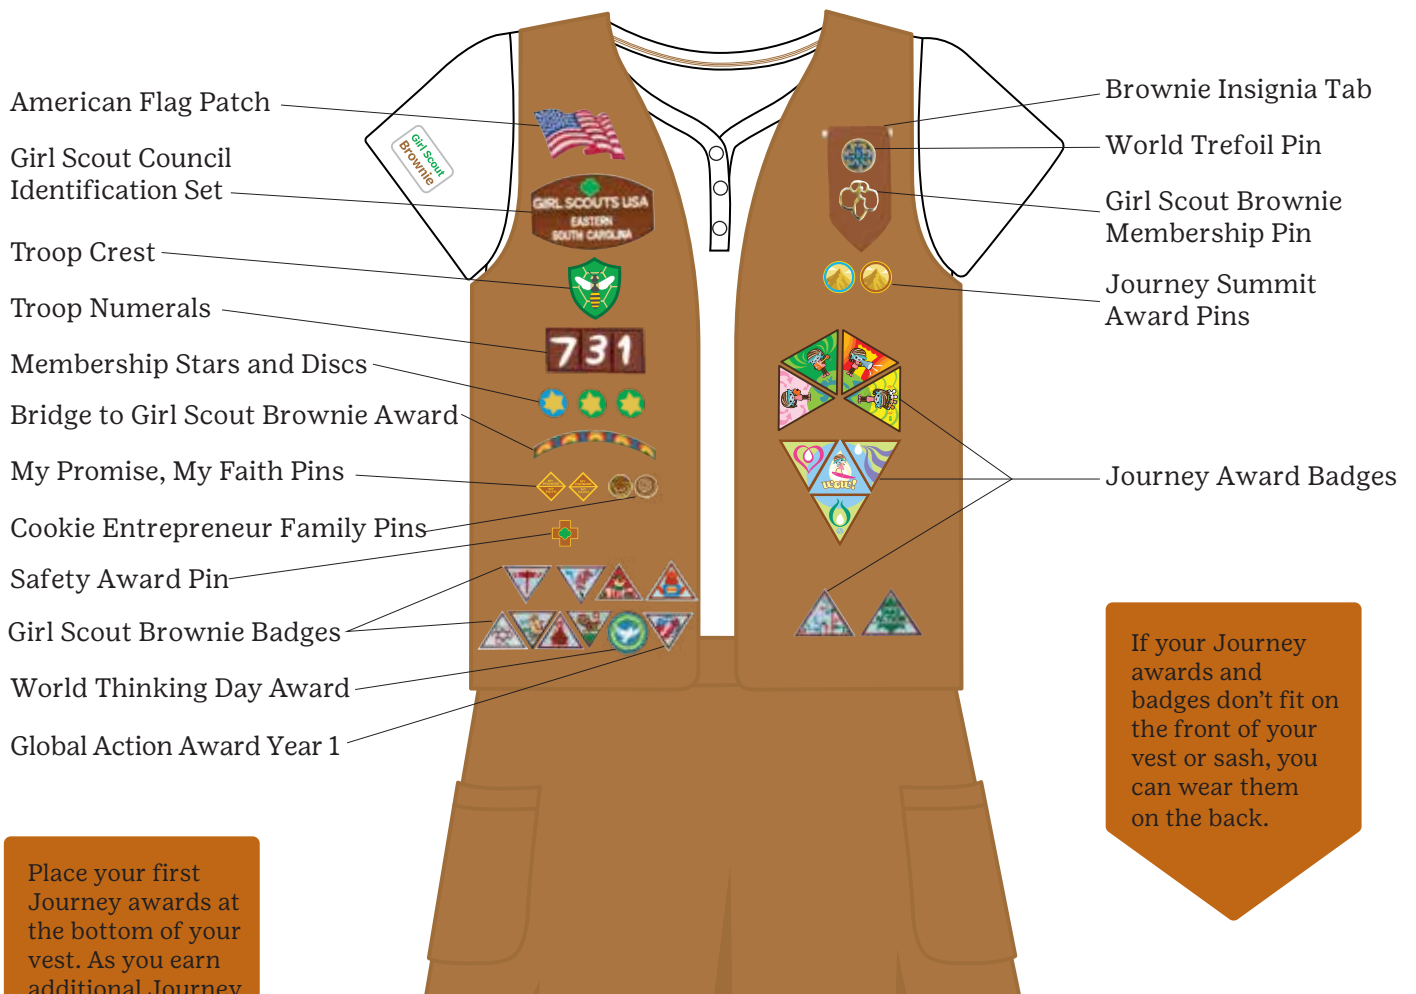 American Flag Patch
Girl Scout Council
Identification Set
Troop Crest
Troop Numerals
Membership Stars and Discs
Bridge to Girl Scout Brownie Award
My Promise, My Faith Pins
Cookie Entrepreneur Family Pins
Safety Award Pin
Girl Scout Brownie Badges
World Thinking Day Award
Global Action Award Year 1
Girl Scout
Brownie
GIRL SCOUTS USA
EASTERN
SOUTH CAROLINA
731
Brownie Insignia Tab
World Trefoil Pin
Girl Scout Brownie
Membership Pin
Journey Summit
Award Pins
Journey Award Badges
If your Journey
awards and
badges don’t fit on
the front of your
vest or sash, you
can wear them
on the back.
Place your first
Journey awards at
the bottom of your
vest. As you earn
additional Journey